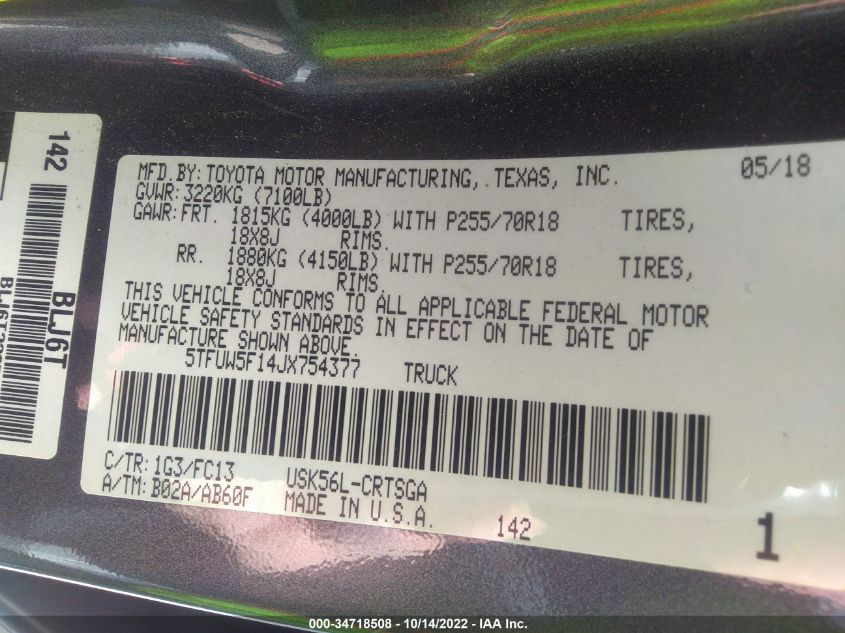 142
BLJ6T
MFD.BY:TOYOTA MOTOR MANUFACTURING, TEXAS, INC. 05/18
GVWR:3220KG (7100LB)
GAWR:FRT. 1815KG (4000LB) WITH P255/70R18 TIRES,
18X8J RIMS.
RR. 1880KG (4150LB) WITH P255/70R18 TIRES,
18X8J RIMS.
THIS VEHICLE CONFORMS TO ALL APPLICABLE FEDERAL MOTOR
VEHICLE SAFETY STANDARDS IN EFFECT ON THE DATE OF
MANUFACTURE SHOWN ABOVE.
5TFUW5F14JX754377 TRUCK
C/TR:1G3/FC13 USK56L-CRTSGA
A/TM:B02A/AB60F MADE IN U.S.A. 142 1
000-34718508 - 10/14/2022 - IAA Inc.